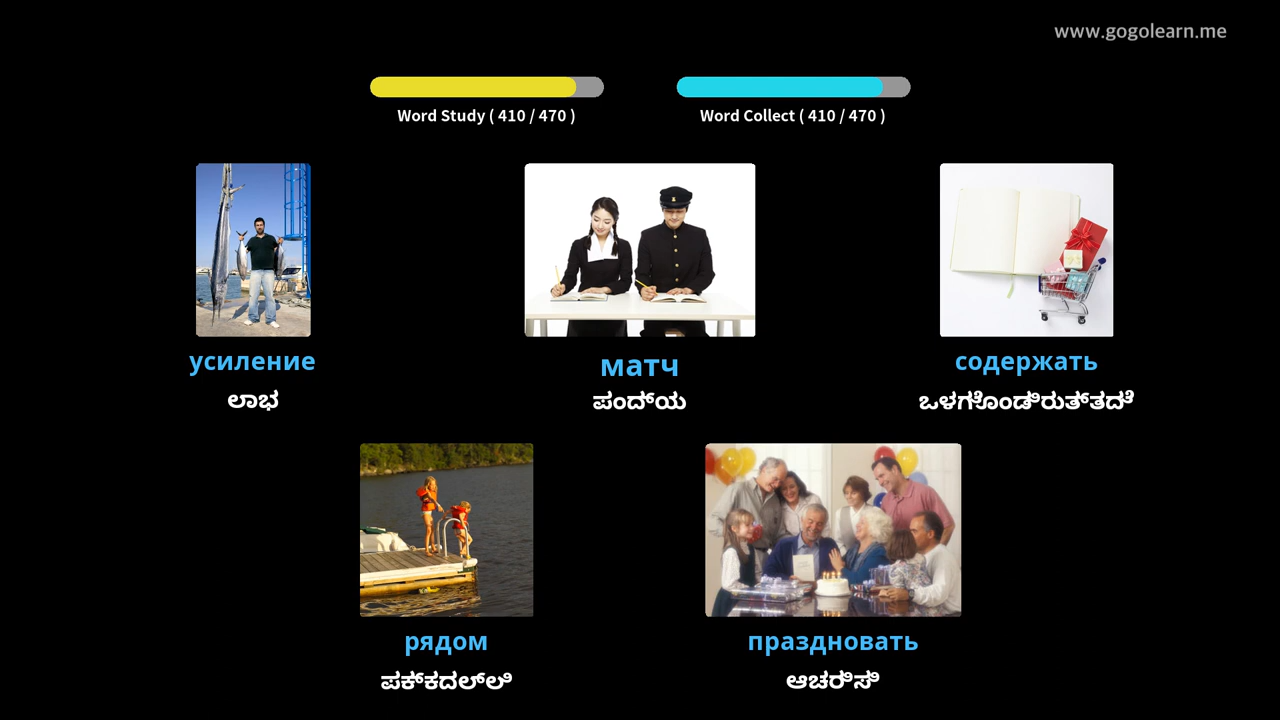 www.gogolearn.me
Word Study ( 410 / 470 )
Word Collect ( 410 / 470 )
усиление
матч
содержать
ಲಾಭ
ಪಂದ್ಯ
ಒಳಗೊಂಡಿರುತ್ತದೆ
рядом
праздновать
ಪಕ್ಕದಲ್ಲಿ
ಆಚರಿಸಿ